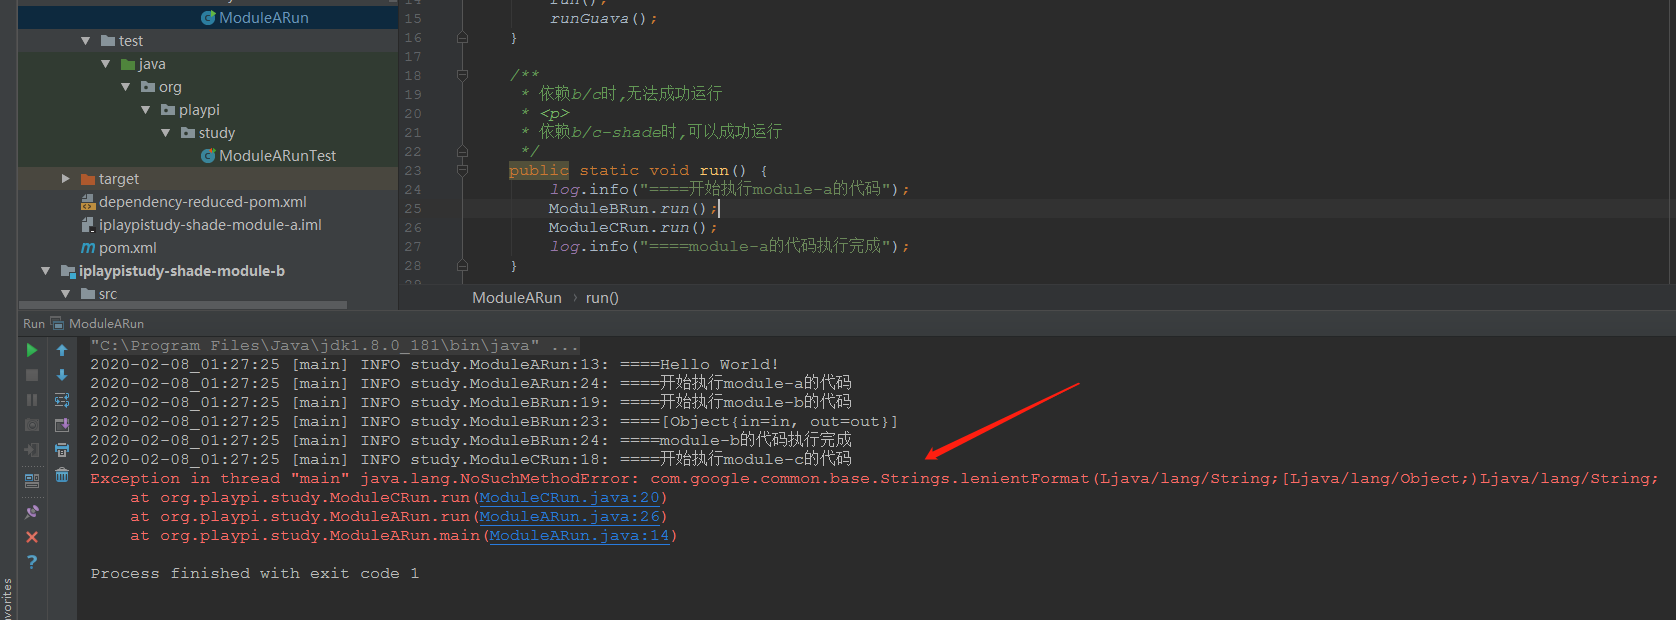 ModuleARun
test
java
org
playpi
study
ModuleARunTest
target
dependency-reduced-pom.xml
iplaypistudy-shade-module-a.iml
pom.xml
iplaypistudy-shade-module-b
src
run();
15 runGuava();
16 }
17
18 /**
19 * 依赖b/c时,无法成功运行
20 * <p>
21 * 依赖b/c-shade时,可以成功运行
22 */
23 public static void run() {
24 log.info("====开始执行module-a的代码");
25 ModuleBRun.run();
26 ModuleCRun.run();
27 log.info("====module-a的代码执行完成");
28 }
ModuleARun › run()
Run ModuleARun
"C:\Program Files\Java\jdk1.8.0_181\bin\java" ...
2020-02-08_01:27:25 [main] INFO study.ModuleARun:13: ====Hello World!
2020-02-08_01:27:25 [main] INFO study.ModuleARun:24: ====开始执行module-a的代码
2020-02-08_01:27:25 [main] INFO study.ModuleBRun:19: ====开始执行module-b的代码
2020-02-08_01:27:25 [main] INFO study.ModuleBRun:23: ====[Object{in=in, out=out}]
2020-02-08_01:27:25 [main] INFO study.ModuleBRun:24: ====module-b的代码执行完成
2020-02-08_01:27:25 [main] INFO study.ModuleCRun:18: ====开始执行module-c的代码
Exception in thread "main" java.lang.NoSuchMethodError: com.google.common.base.Strings.lenientFormat(Ljava/lang/String;[Ljava/lang/Object;)Ljava/lang/String;
at org.playpi.study.ModuleCRun.run(ModuleCRun.java:20)
at org.playpi.study.ModuleARun.run(ModuleARun.java:26)
at org.playpi.study.ModuleARun.main(ModuleARun.java:14)
Process finished with exit code 1